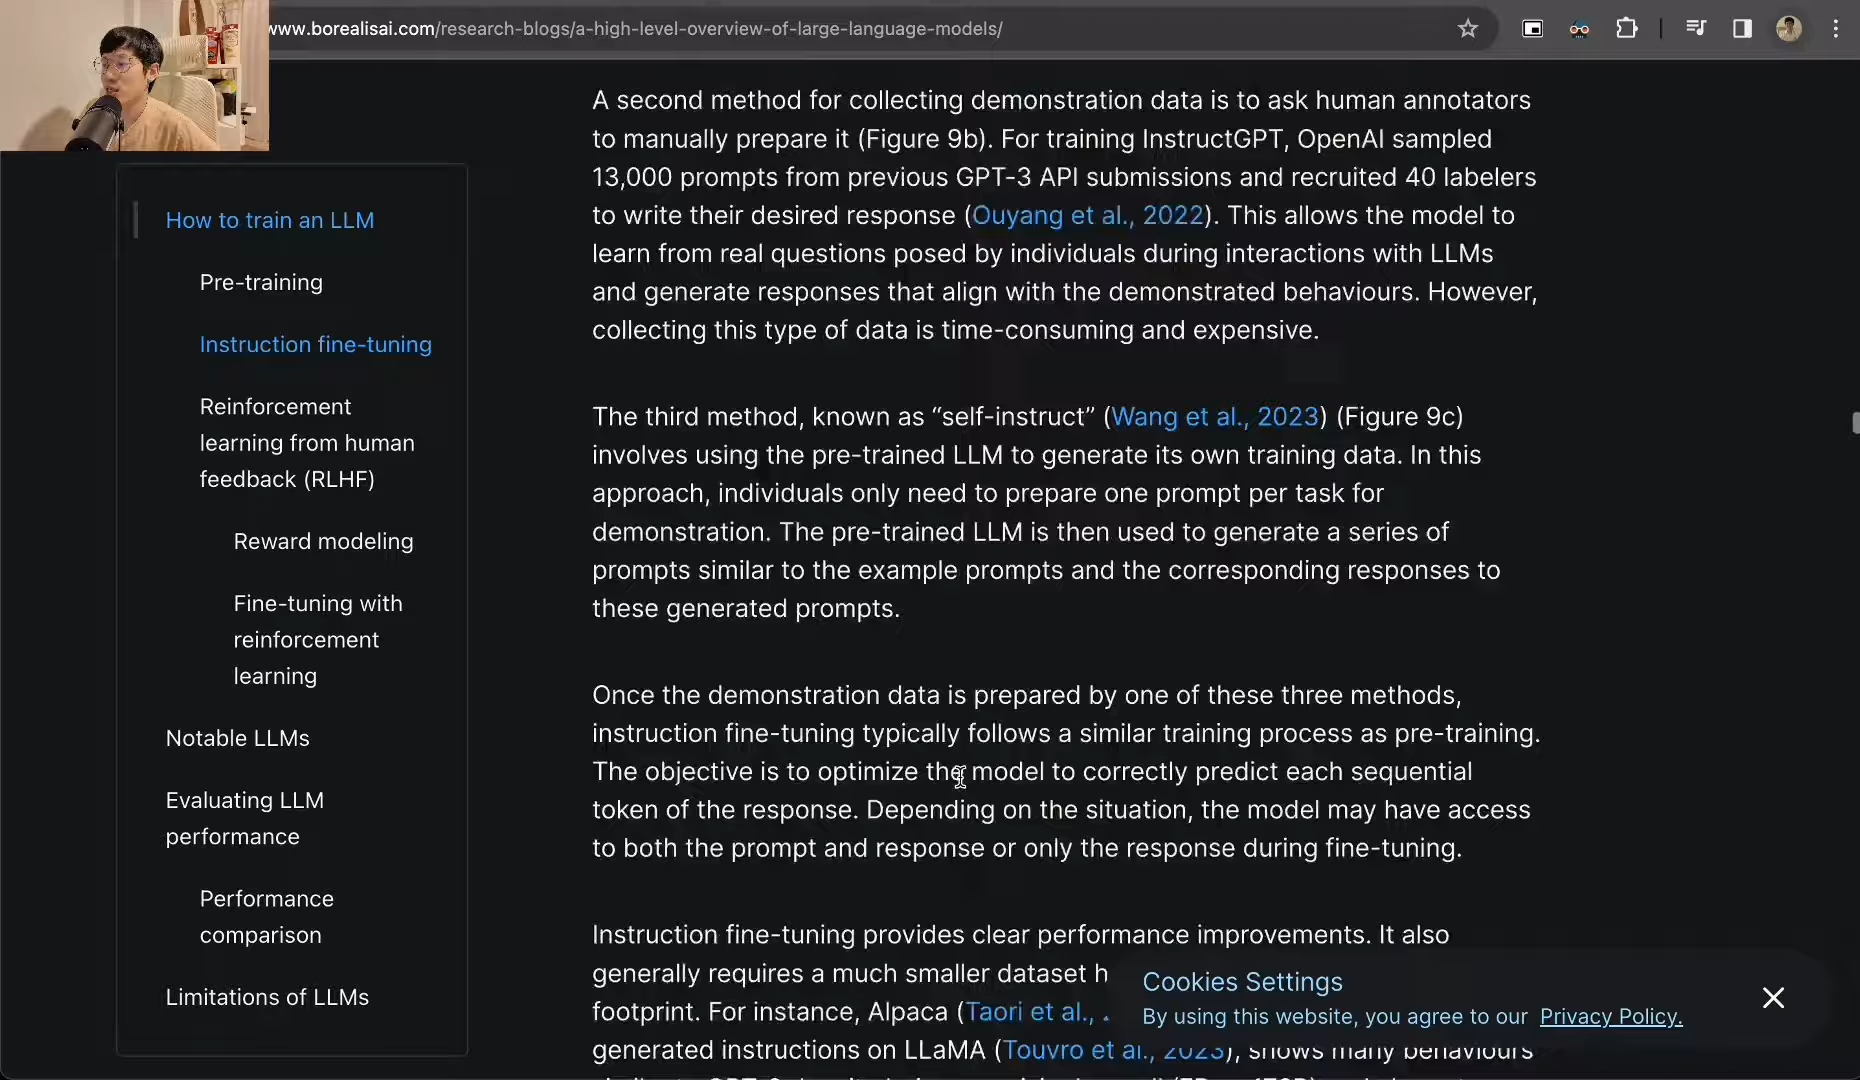 www.borealisai.com/research-blogs/a-high-level-overview-of-large-language-models/
How to train an LLM
Pre-training
Instruction fine-tuning
Reinforcement
learning from human
feedback (RLHF)
Reward modeling
Fine-tuning with
reinforcement
learning
Notable LLMs
Evaluating LLM
performance
Performance
comparison
Limitations of LLMs
A second method for collecting demonstration data is to ask human annotators
to manually prepare it (Figure 9b). For training InstructGPT, OpenAI sampled
13,000 prompts from previous GPT-3 API submissions and recruited 40 labelers
to write their desired response (Ouyang et al., 2022). This allows the model to
learn from real questions posed by individuals during interactions with LLMs
and generate responses that align with the demonstrated behaviours. However,
collecting this type of data is time-consuming and expensive.
The third method, known as “self-instruct” (Wang et al., 2023) (Figure 9c)
involves using the pre-trained LLM to generate its own training data. In this
approach, individuals only need to prepare one prompt per task for
demonstration. The pre-trained LLM is then used to generate a series of
prompts similar to the example prompts and the corresponding responses to
these generated prompts.
Once the demonstration data is prepared by one of these three methods,
instruction fine-tuning typically follows a similar training process as pre-training.
The objective is to optimize the model to correctly predict each sequential
token of the response. Depending on the situation, the model may have access
to both the prompt and response or only the response during fine-tuning.
Instruction fine-tuning provides clear performance improvements. It also
generally requires a much smaller dataset h
footprint. For instance, Alpaca (Taori et al.,
generated instructions on LLaMA (Touvro et al., 2023), shows many behaviours
Cookies Settings
By using this website, you agree to our Privacy Policy.